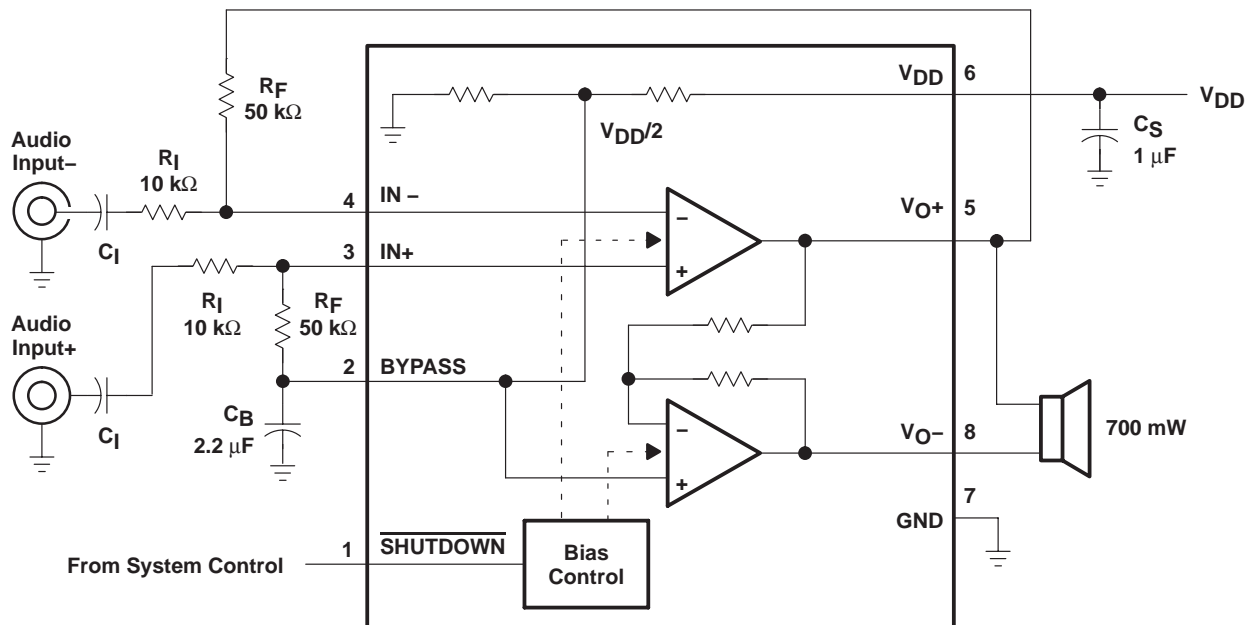 VDD
6
RF
50 kΩ
VDD/2
VDD
CS
1 μF
Audio
Input–
RI
10 kΩ
CI
4
IN –
–
+
VO+
5
3
IN+
RI
10 kΩ
RF
50 kΩ
Audio
Input+
CI
2
BYPASS
CB
2.2 μF
–
+
VO–
8
700 mW
7
GND
From System Control
1
SHUTDOWN
Bias
Control